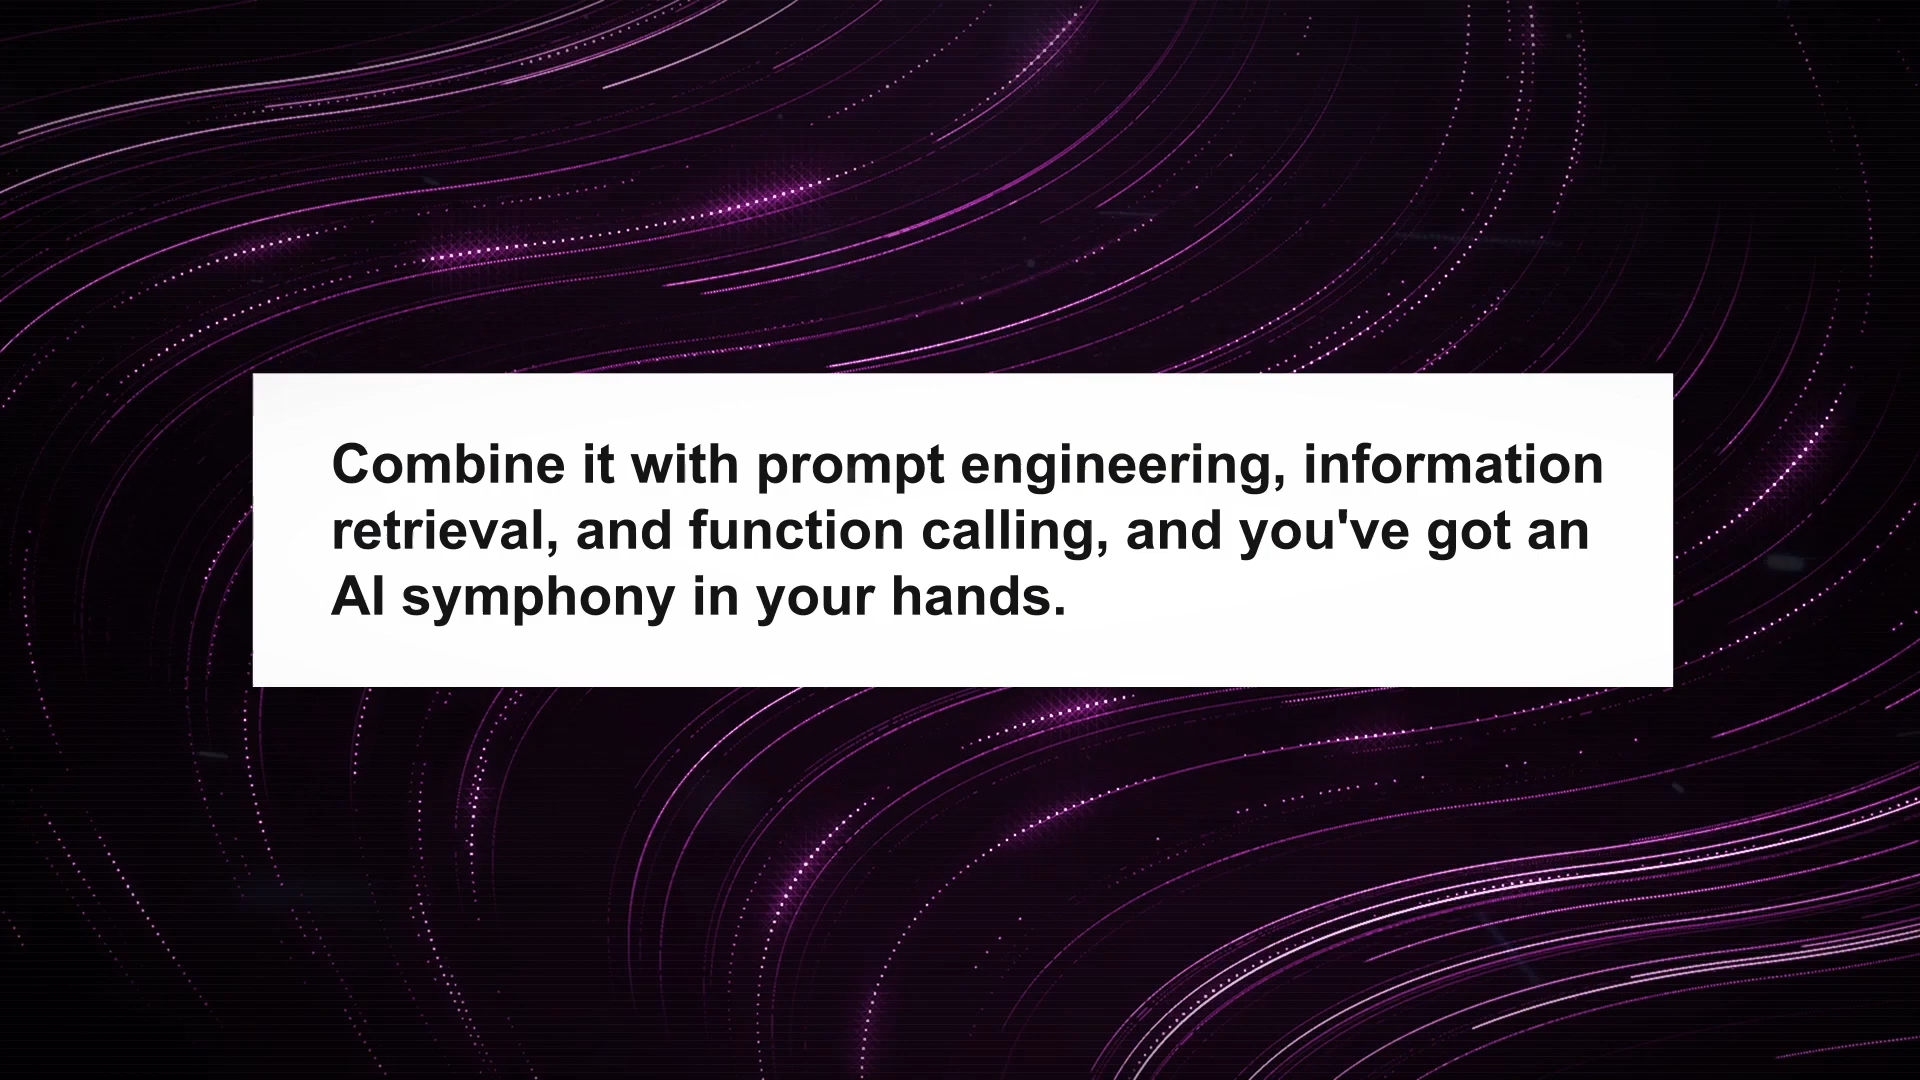 Combine it with prompt engineering, information
retrieval, and function calling, and you've got an
AI symphony in your hands.